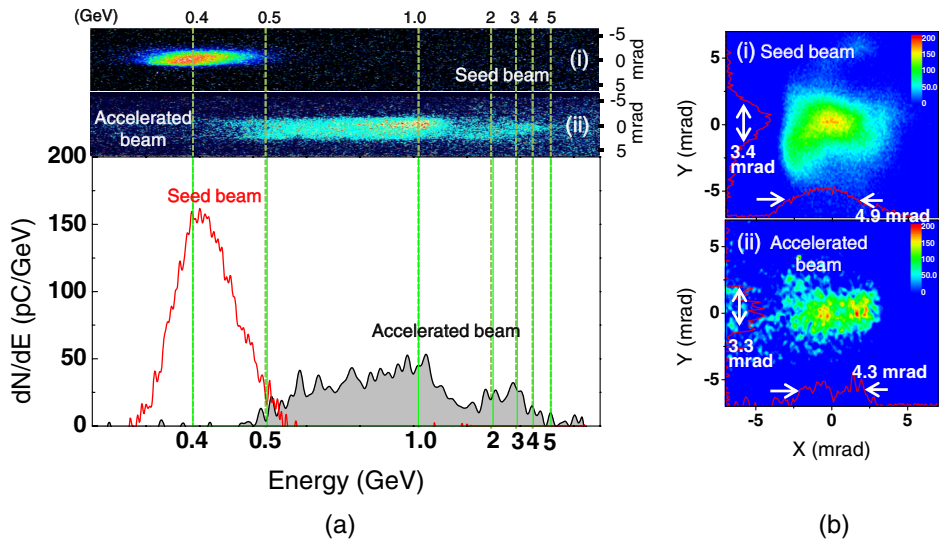 (GeV) 0.4 0.5 1.0 2 3 4 5
(i)
Seed beam
-5
0
5
mrad
Accelerated
beam
(ii)
-5
0
5
mrad
200
150
100
50
0
dN/dE (pC/GeV)
Seed beam
Accelerated beam
0.4 0.5 1.0 2 3 4 5
Energy (GeV)
(a)
(i) Seed beam
200
150
100
50.0
0
5
0
-5
Y (mrad)
3.4
mrad
4.9 mrad
(ii) Accelerated
beam
200
150
100
50.0
0
5
0
-5
Y (mrad)
3.3
mrad
4.3 mrad
-5 0 5
X (mrad)
(b)